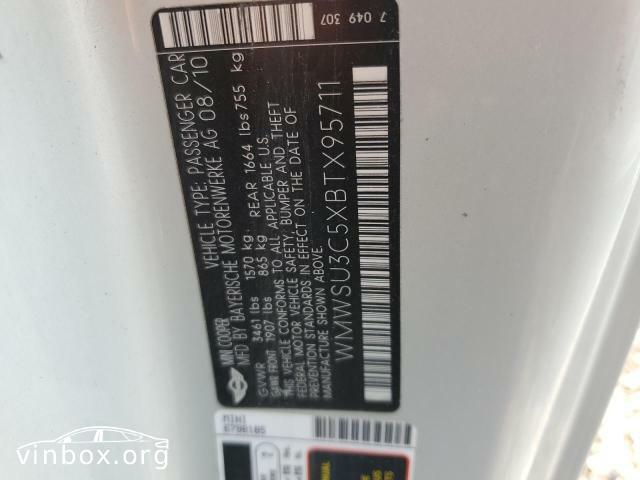 7 049 307
MINI COOPER
VEHICLE TYPE: PASSENGER CAR
MFD BY BAYERISCHE MOTORENWERKE AG 08/10
GVWR 3461 lbs 1570 kg
GAWR FRONT 1907 lbs 865 kg REAR 1664 lbs 755 kg
THIS VEHICLE CONFORMS TO ALL APPLICABLE U.S.
FEDERAL MOTOR VEHICLE SAFETY, BUMPER AND THEFT
PREVENTION STANDARDS IN EFFECT ON THE DATE OF
MANUFACTURE SHOWN ABOVE.
WMWSU3C5XBTX95711
MINI
6798185
MANUAL
vinbox.org